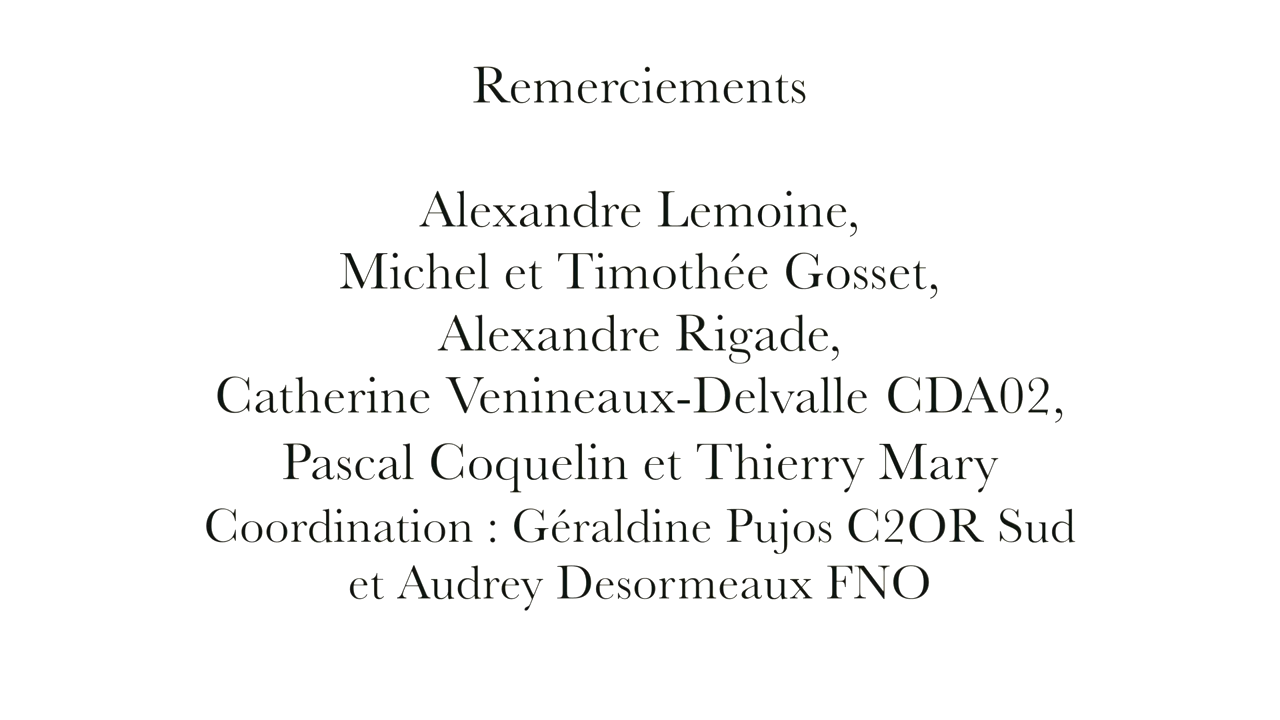 Remerciements
Alexandre Lemoine,
Michel et Timothée Gosset,
Alexandre Rigade,
Catherine Venineaux-Delvalle CDA02,
Pascal Coquelin et Thierry Mary
Coordination : Géraldine Pujos C2OR Sud
et Audrey Desormeaux FNO